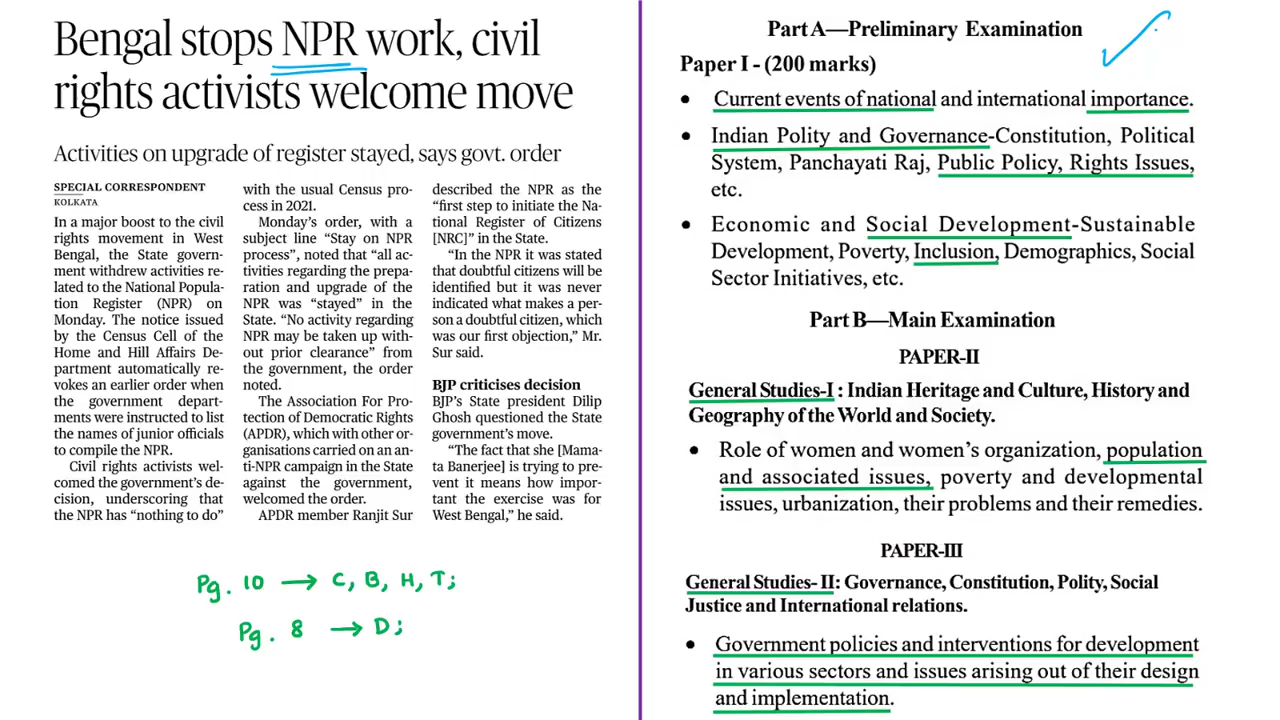 Bengal stops NPR work, civil
rights activists welcome move
Activities on upgrade of register stayed, says govt. order
SPECIAL CORRESPONDENT
KOLKATA
In a major boost to the civil
rights movement in West
Bengal, the State govern-
ment withdrew activities re-
lated to the National Popula-
tion Register (NPR) on
Monday. The notice issued
by the Census Cell of the
Home and Hill Affairs De-
partment automatically re-
vokes an earlier order when
the government depart-
ments were instructed to list
the names of junior officials
to compile the NPR.
Civil rights activists wel-
comed the government's de-
cision, underscoring that
the NPR has "nothing to do"
with the usual Census pro-
cess in 2021.
Monday's order, with a
subject line "Stay on NPR
process", noted that "all ac-
tivities regarding the prepa-
ration and upgrade of the
NPR was "stayed" in the
State. "No activity regarding
NPR may be taken up with-
out prior clearance" from
the government, the order
noted.
The Association For Pro-
tection of Democratic Rights
(APDR), which with other or-
ganisations carried on an an-
ti-NPR campaign in the State
against the government,
welcomed the order.
APDR member Ranjit Sur
described the NPR as the
"first step to initiate the Na-
tional Register of Citizens
[NRC]" in the State.
"In the NPR it was stated
that doubtful citizens will be
identified but it was never
indicated what makes a per-
son a doubtful citizen, which
was our first objection," Mr.
Sur said.
BJP criticises decision
BJP's State president Dilip
Ghosh questioned the State
government's move.
"The fact that she [Mama-
ta Banerjee] is trying to pre-
vent it means how impor-
tant the exercise was for
West Bengal," he said.
Pg. 10 → C, B, H, T;
Pg. 8 → D;
Part A—Preliminary Examination
Paper I - (200 marks)
• Current events of national and international importance.
• Indian Polity and Governance-Constitution, Political
System, Panchayati Raj, Public Policy, Rights Issues,
etc.
• Economic and Social Development-Sustainable
Development, Poverty, Inclusion, Demographics, Social
Sector Initiatives, etc.
Part B—Main Examination
PAPER-II
General Studies-I : Indian Heritage and Culture, History and
Geography of the World and Society.
• Role of women and women's organization, population
and associated issues, poverty and developmental
issues, urbanization, their problems and their remedies.
PAPER-III
General Studies- II: Governance, Constitution, Polity, Social
Justice and International relations.
• Government policies and interventions for development
in various sectors and issues arising out of their design
and implementation.